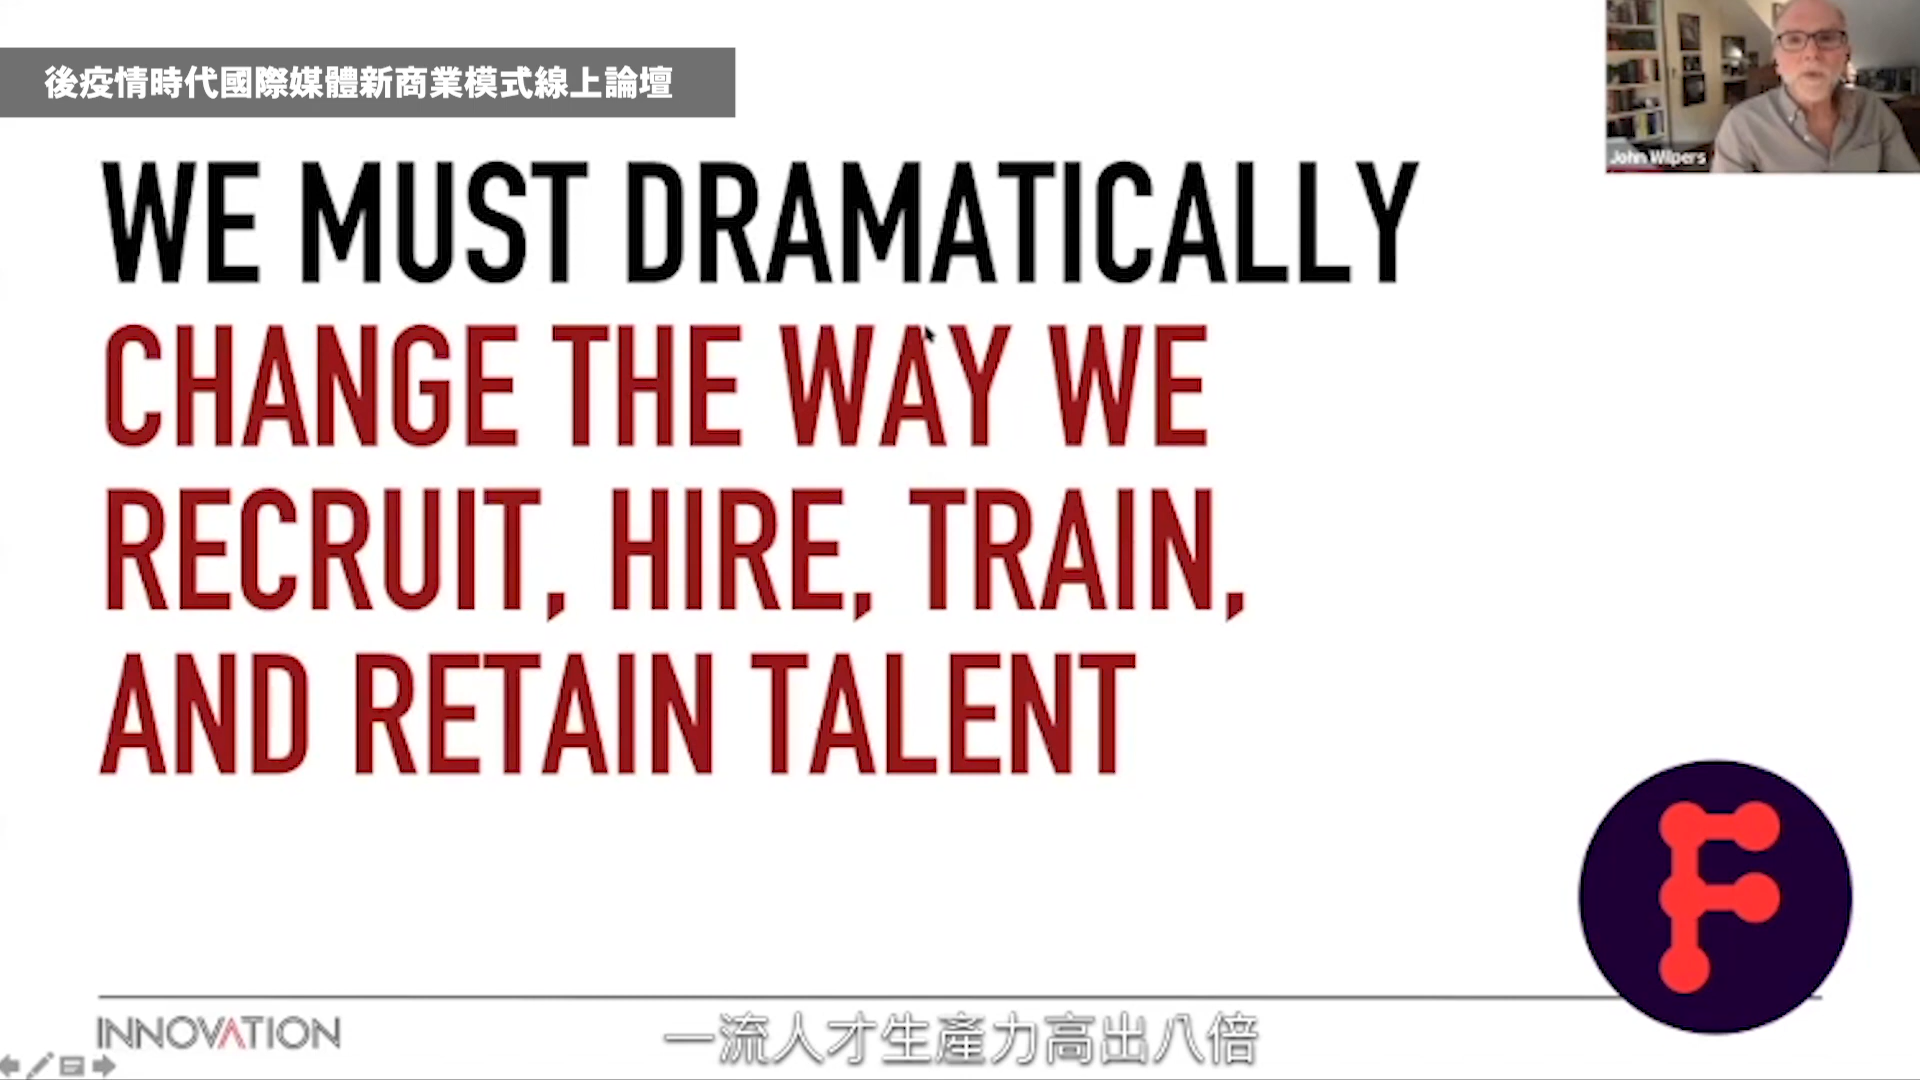 後疫情時代國際媒體新商業模式線上論壇
John Wilpers
WE MUST DRAMATICALLY
CHANGE THE WAY WE
RECRUIT, HIRE, TRAIN,
AND RETAIN TALENT
F
INNOVATION
一流人才生產力高出八倍